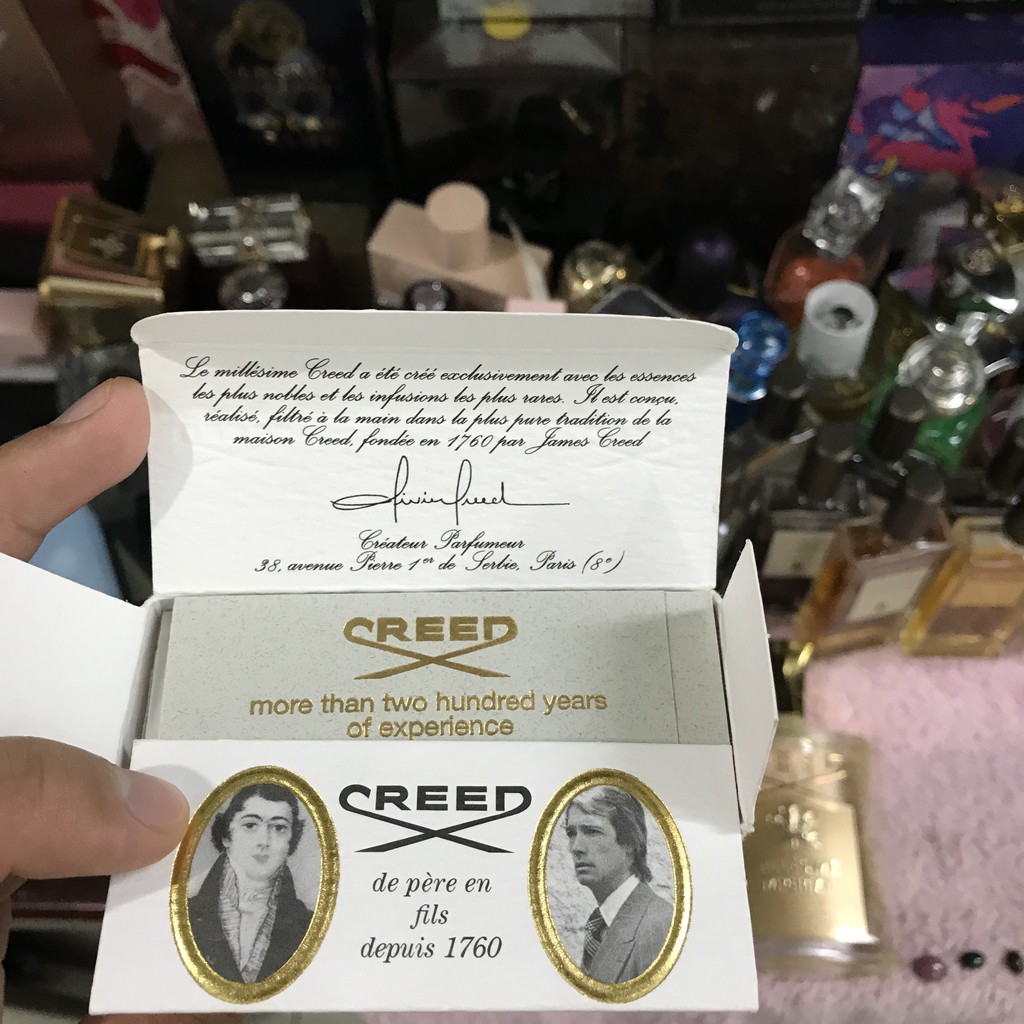 Le millésime Creed a été créé exclusivement avec les essences
les plus nobles et les infusions les plus rares. Il est conçu,
réalisé, filtré à la main dans la plus pure tradition de la
maison Creed, fondée en 1760 par James Creed
Olivier Creed
Créateur Parfumeur
38, avenue Pierre 1er de Serbie, Paris (8e)
CREED
more than two hundred years
of experience
CREED
de père en
fils
depuis 1760